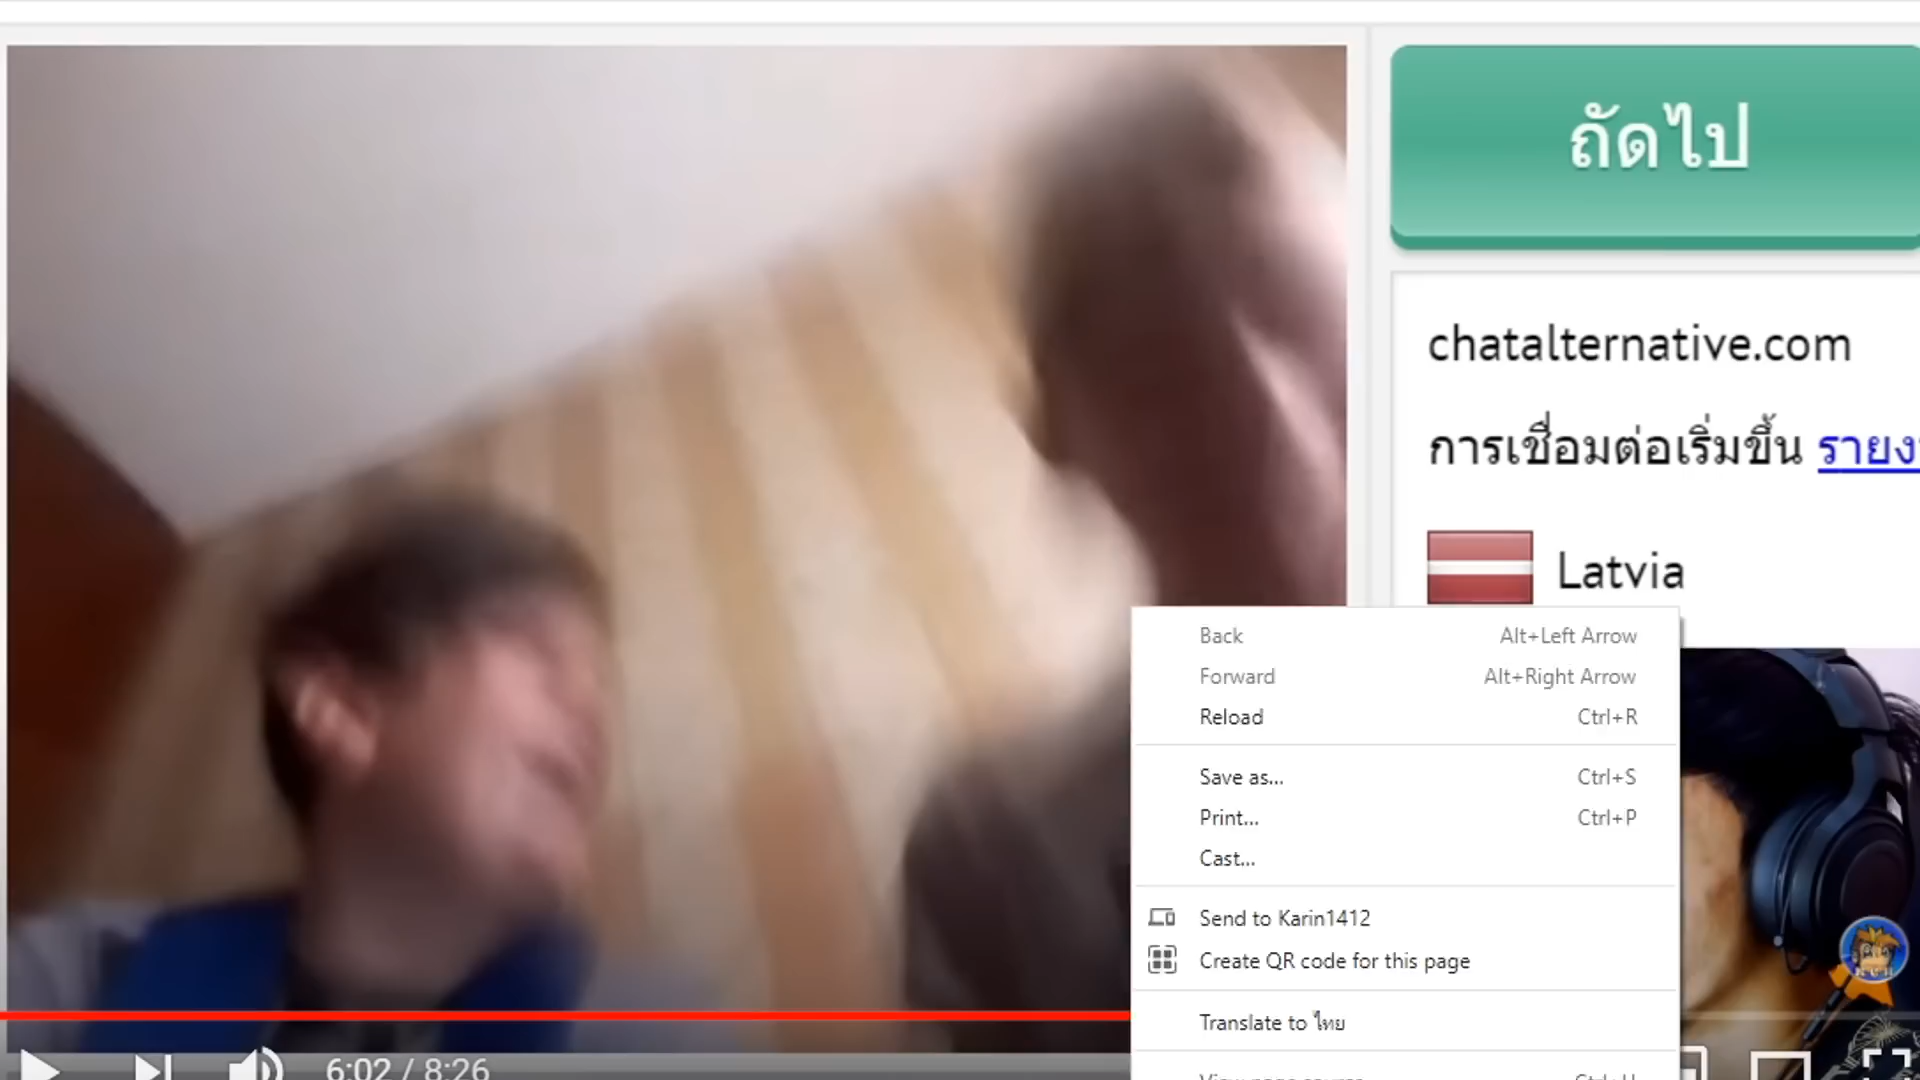 ถัดไป
chatalternative.com
การเชื่อมต่อเริ่มขึ้น
Latvia
Back Alt+Left Arrow
Forward Alt+Right Arrow
Reload Ctrl+R
Save as... Ctrl+S
Print... Ctrl+P
Cast...
Send to Karin1412
Create QR code for this page
Translate to ไทย
6:02 / 8:26